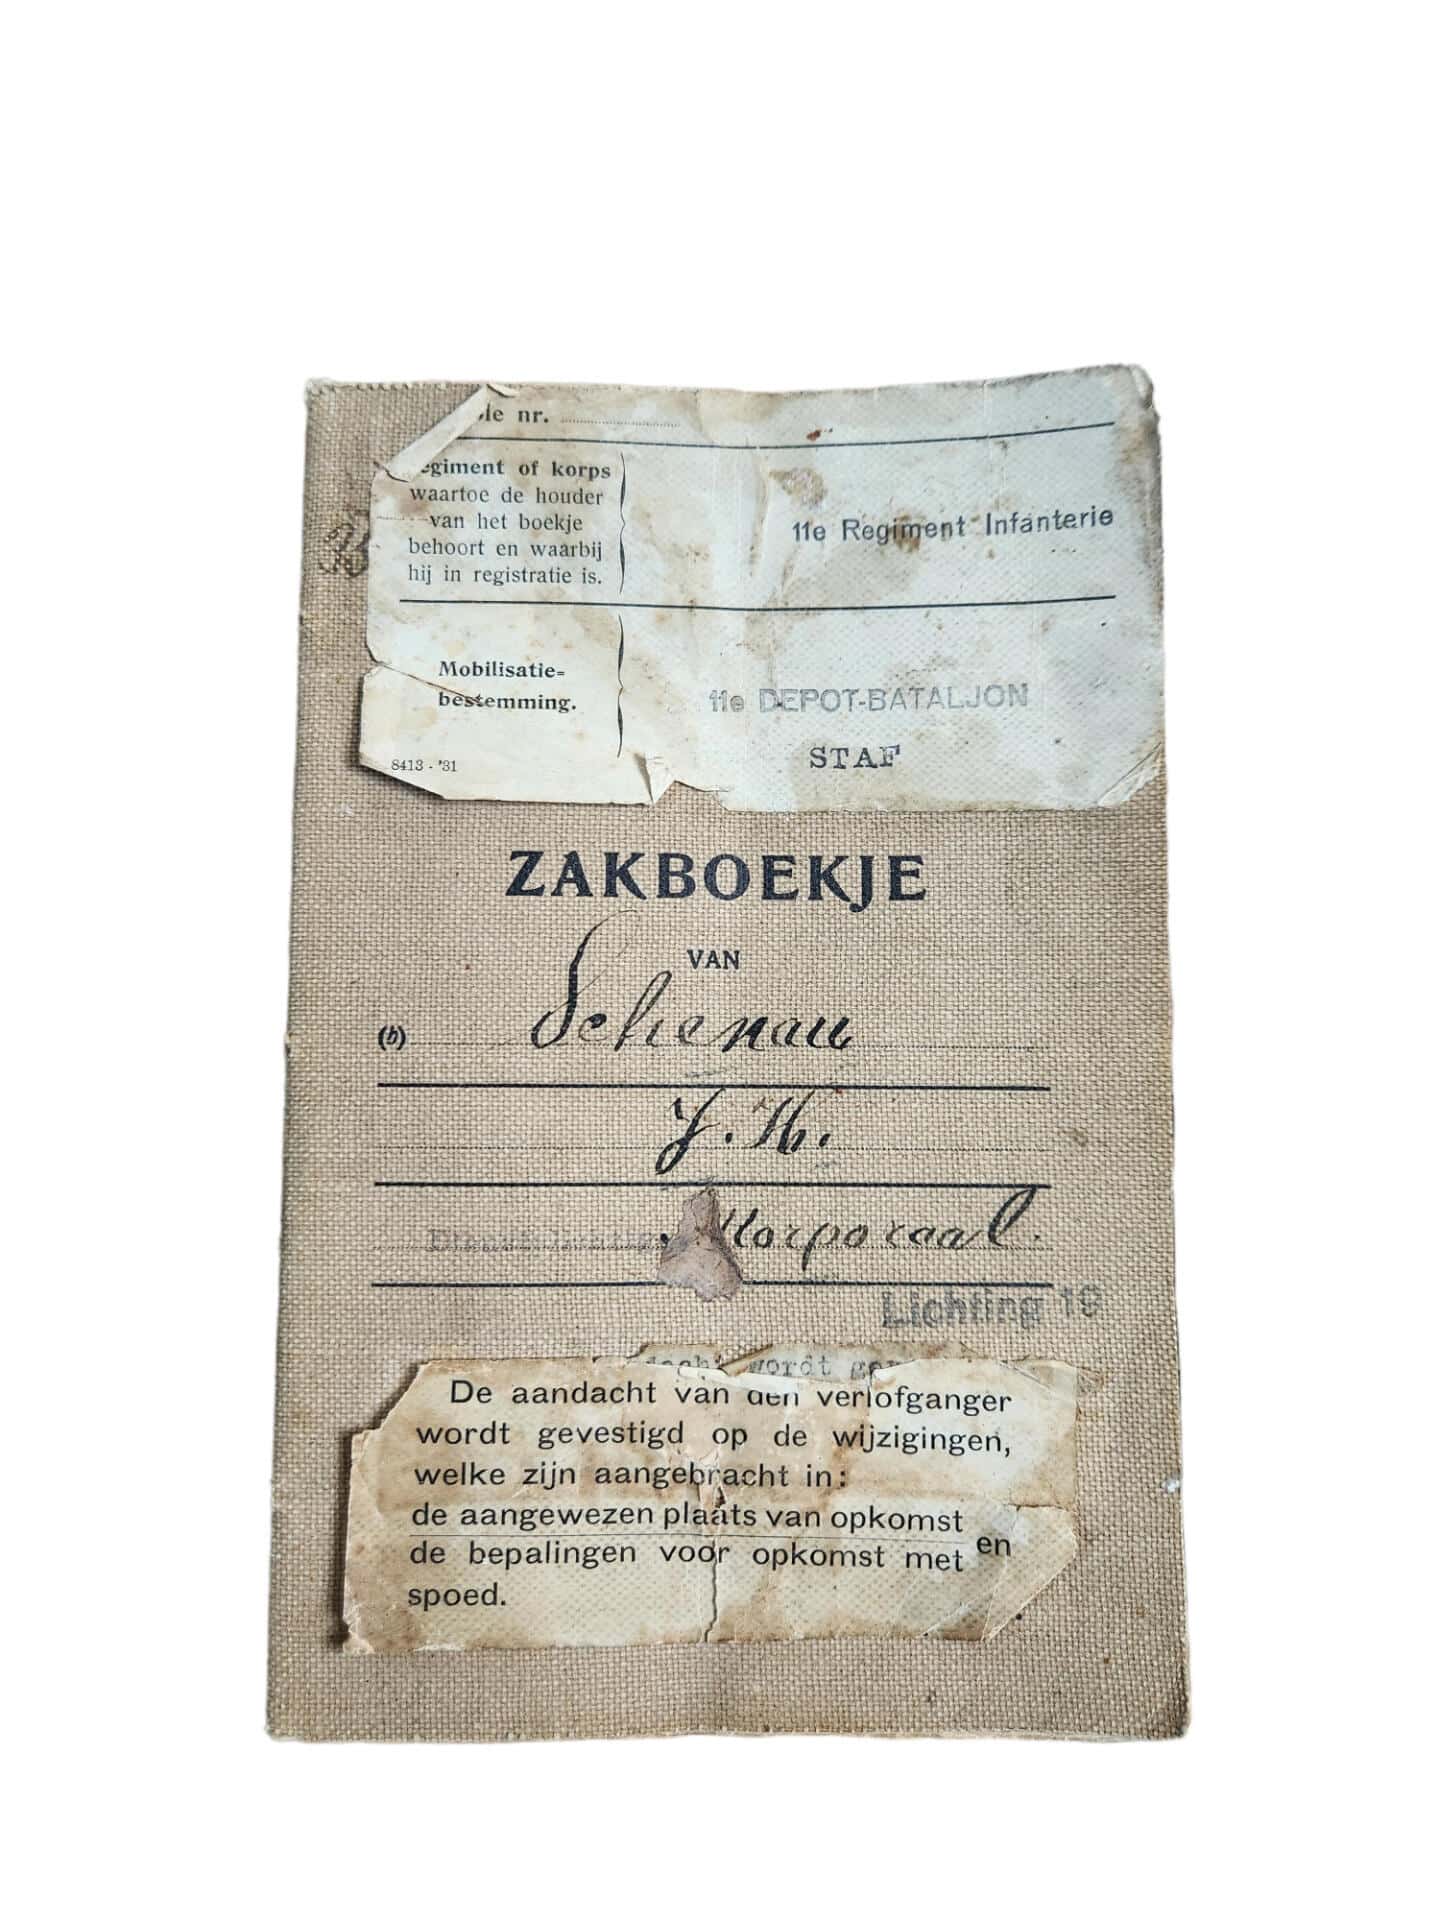 nr.
egiment of korps
waartoe de houder
van het boekje
behoort en waarbij
hij in registratie is.
11e Regiment Infanterie
Mobilisatie=
bestemming.
11e DEPOT-BATALJON
STAF
8413 - '31
ZAKBOEKJE
VAN
(b) Schenau
J. H.
Korporaal.
Lichting 19
wordt
De aandacht van den verlofganger
wordt gevestigd op de wijzigingen,
welke zijn aangebracht in:
de aangewezen plaats van opkomst en
de bepalingen voor opkomst met
spoed.